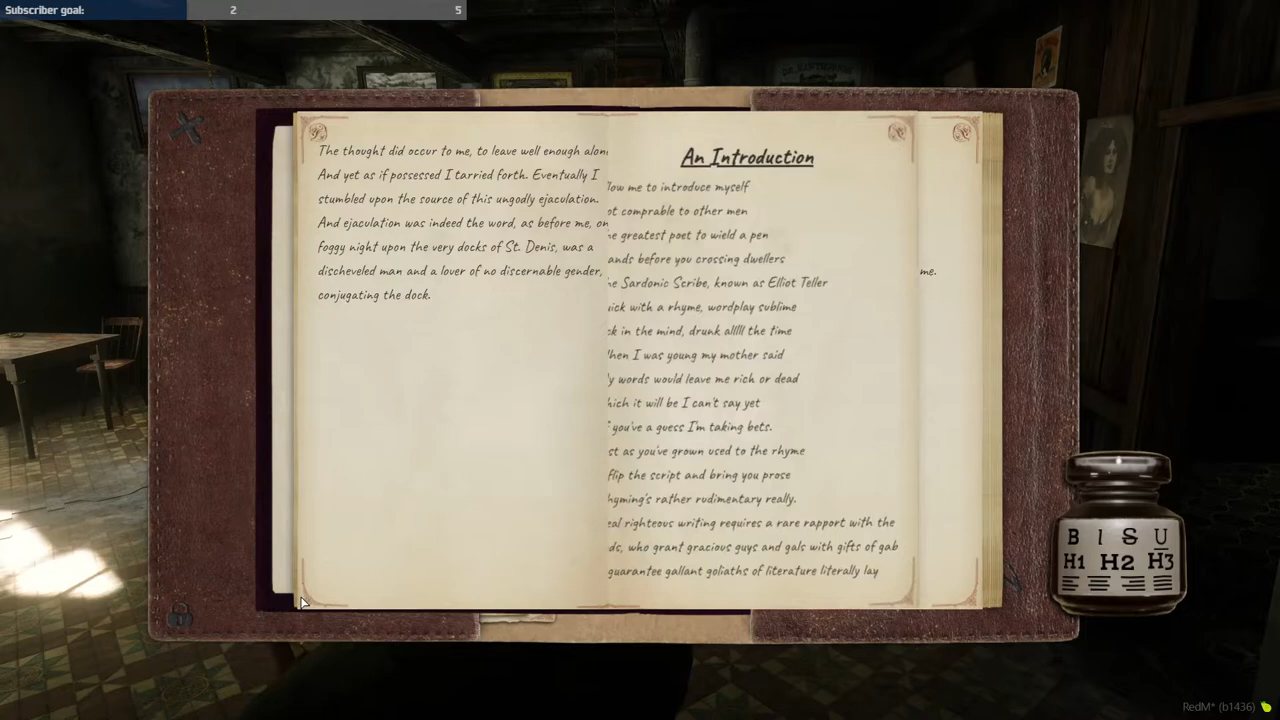 Subscriber goal: 2 5
The thought did occur to me, to leave well enough alon
And yet as if possessed I tarried forth. Eventually I
stumbled upon the source of this ungodly ejaculation.
And ejaculation was indeed the word, as before me, on
foggy night upon the very docks of St. Denis, was a
discheveled man and a lover of no discernable gender,
conjugating the dock.
An Introduction
low me to introduce myself
ot comprable to other men
he greatest poet to wield a pen
ands before you crossing dwellers
he Sardonic Scribe, known as Elliot Teller
uick with a rhyme, wordplay sublime
ck in the mind, drunk alllll the time
hen I was young my mother said
y words would leave me rich or dead
hich it will be I can't say yet
f you've a guess I'm taking bets.
st as you've grown used to the rhyme
flip the script and bring you prose
hyming's rather rudimentary really.
eal righteous writing requires a rare rapport with the
ds, who grant gracious guys and gals with gifts of gab
guarantee gallant goliaths of literature literally lay
me.
B I S U
H1 H2 H3
RedM* (b1436)